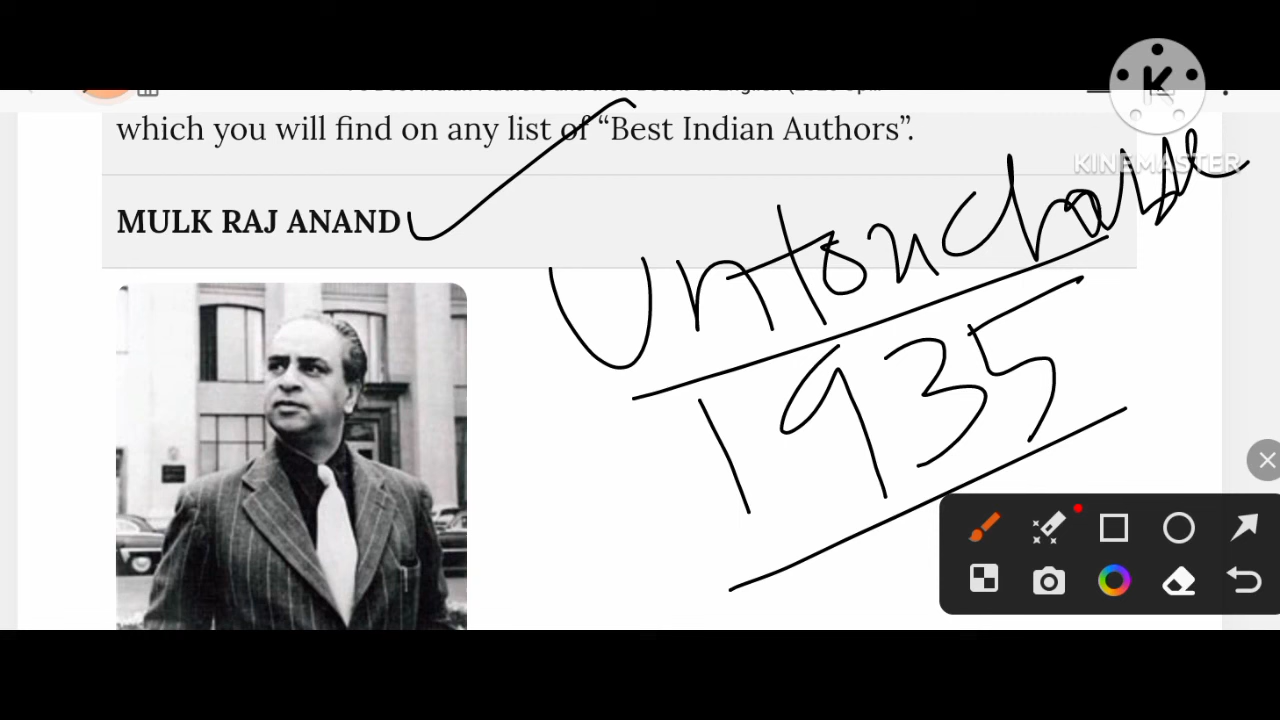 which you will find on any list of “Best Indian Authors”.
KINEMASTER
MULK RAJ ANAND
Untouchable
1935